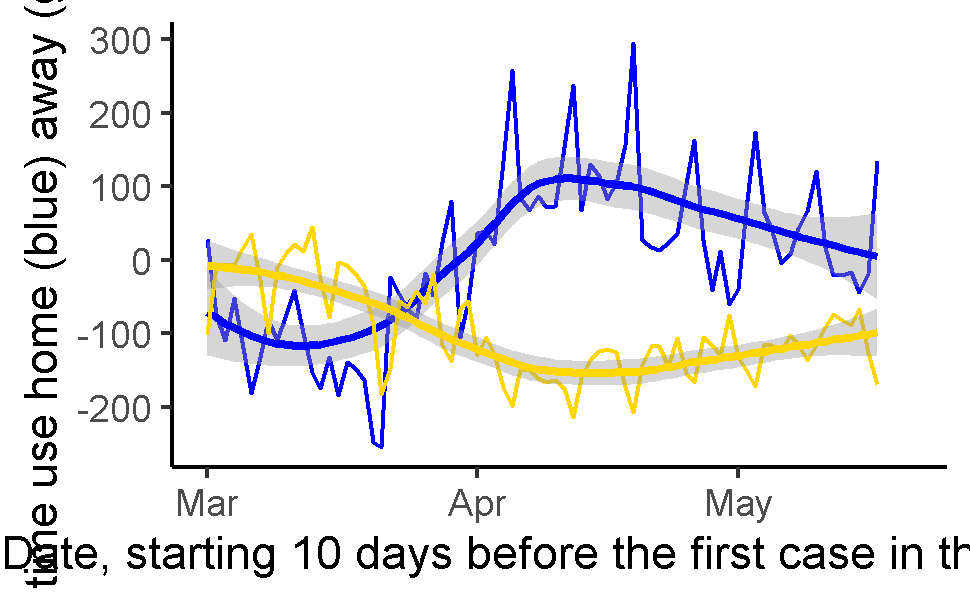 time use home (blue) away (
300
200
100
0
-100
-200
Mar Apr May
Date, starting 10 days before the first case in th